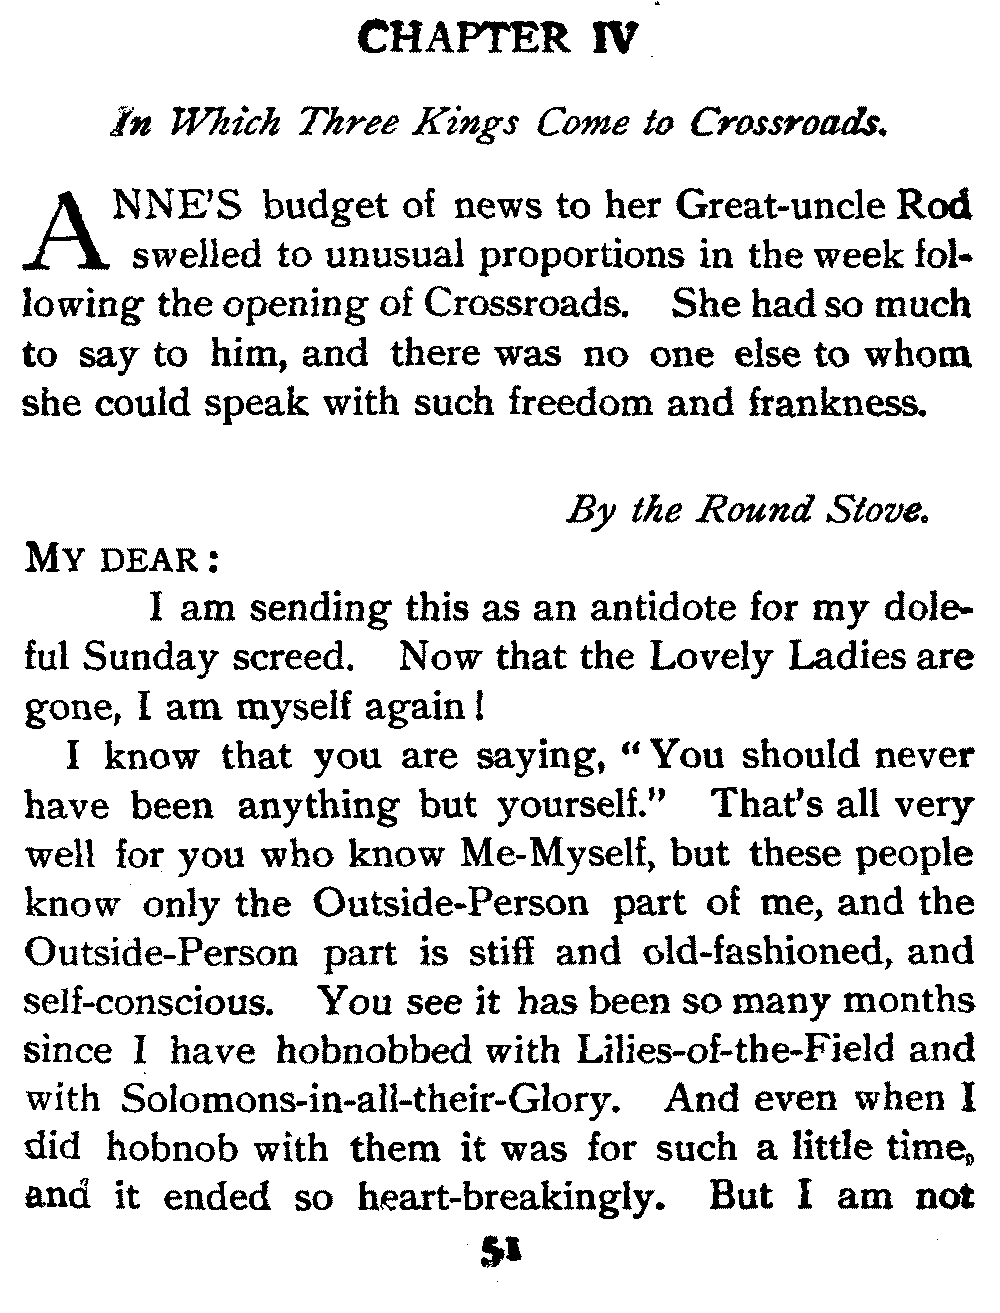 CHAPTER IV
In Which Three Kings Come to Crossroads.
ANNE'S budget of news to her Great-uncle Rod
swelled to unusual proportions in the week fol-
lowing the opening of Crossroads. She had so much
to say to him, and there was no one else to whom
she could speak with such freedom and frankness.
By the Round Stove.
MY DEAR:
I am sending this as an antidote for my dole-
ful Sunday screed. Now that the Lovely Ladies are
gone, I am myself again!
I know that you are saying, "You should never
have been anything but yourself." That's all very
well for you who know Me-Myself, but these people
know only the Outside-Person part of me, and the
Outside-Person part is stiff and old-fashioned, and
self-conscious. You see it has been so many months
since I have hobnobbed with Lilies-of-the-Field and
with Solomons-in-all-their-Glory. And even when I
did hobnob with them it was for such a little time,
and it ended so heart-breakingly. But I am not
51